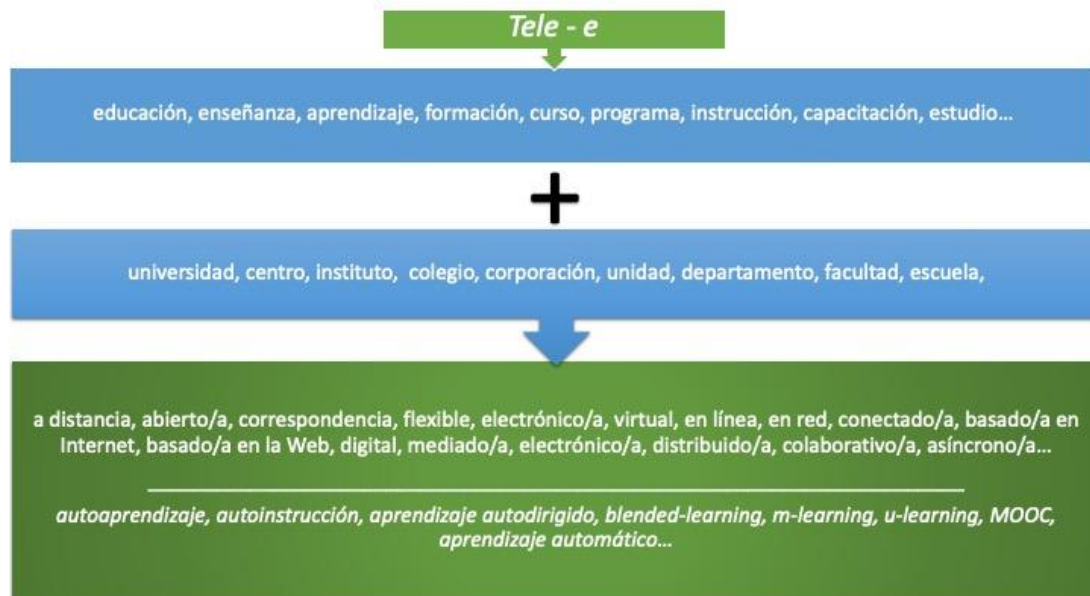 Tele - e
educación, enseñanza, aprendizaje, formación, curso, programa, instrucción, capacitación, estudio...
+
universidad, centro, instituto, colegio, corporación, unidad, departamento, facultad, escuela,
a distancia, abierto/a, correspondencia, flexible, electrónico/a, virtual, en línea, en red, conectado/a, basado/a en
Internet, basado/a en la Web, digital, mediado/a, electrónico/a, distribuido/a, colaborativo/a, asíncrono/a...
autoaprendizaje, autoinstrucción, aprendizaje autodirigido, blended-learning, m-learning, u-learning, MOOC,
aprendizaje automático...